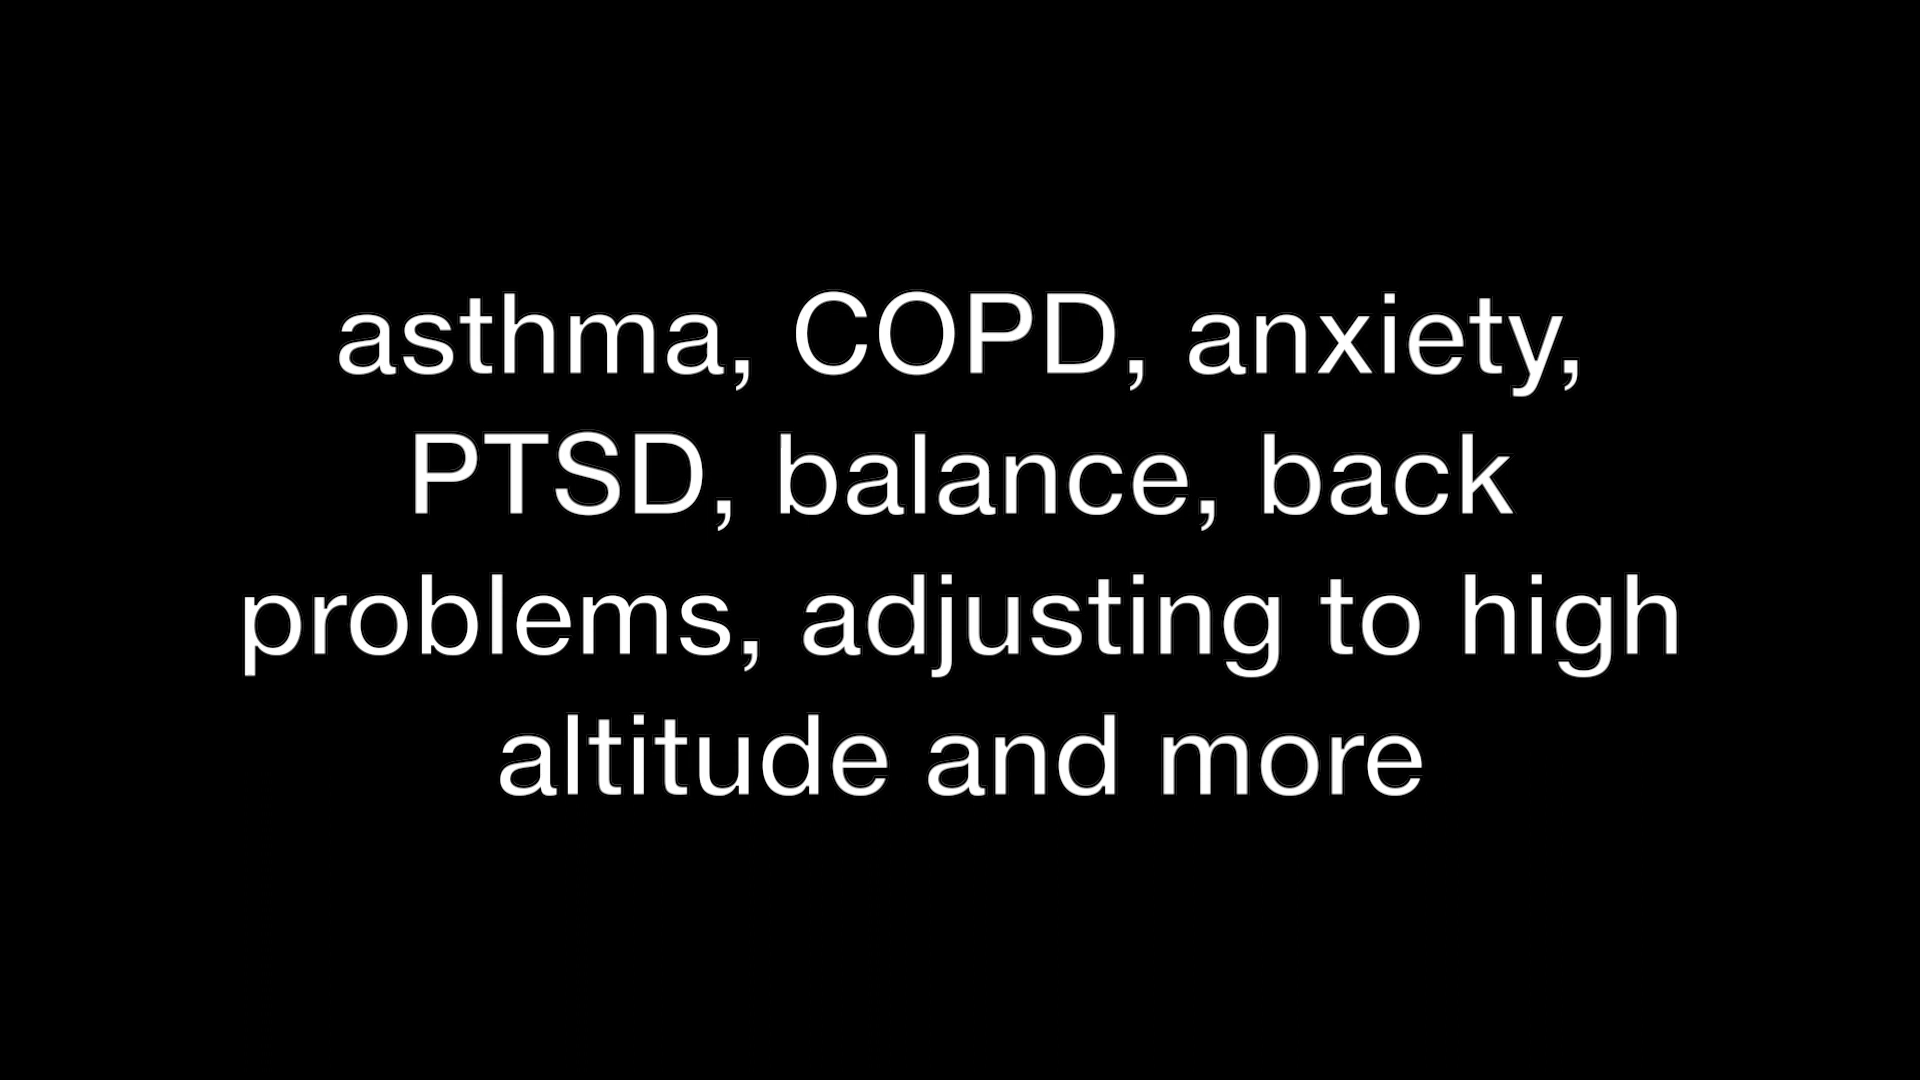 asthma, COPD, anxiety,
PTSD, balance, back
problems, adjusting to high
altitude and more